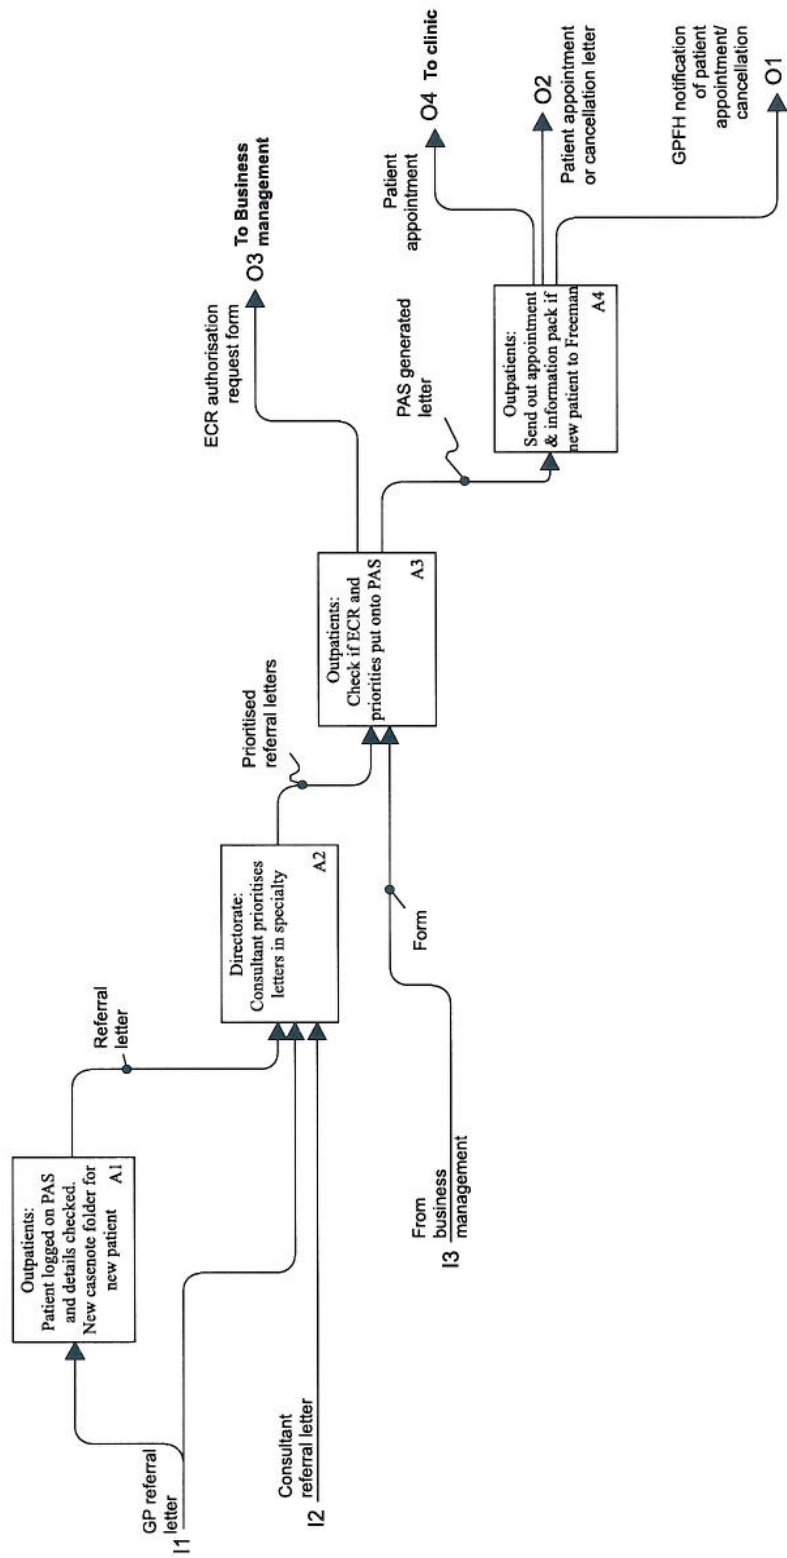 Outpatients:
Patient logged on PAS
and details checked.
New casenote folder for
new patient
A1
GP referral
letter
I1
Referral
letter
Consultant
referral letter
I2
Directorate:
Consultant prioritises
letters in specialty
A2
Prioritised
referral letters
From
business
management
I3
Form
Outpatients:
Check if ECR and
priorities put onto PAS
A3
ECR authorisation
request form
O3
To Business
management
PAS generated
letter
Outpatients:
Send out appointment
& information pack if
new patient to Freeman
A4
Patient
appointment
O4 To clinic
O2
Patient appointment
or cancellation letter
GPFH notification
of patient
appointment/
cancellation
O1